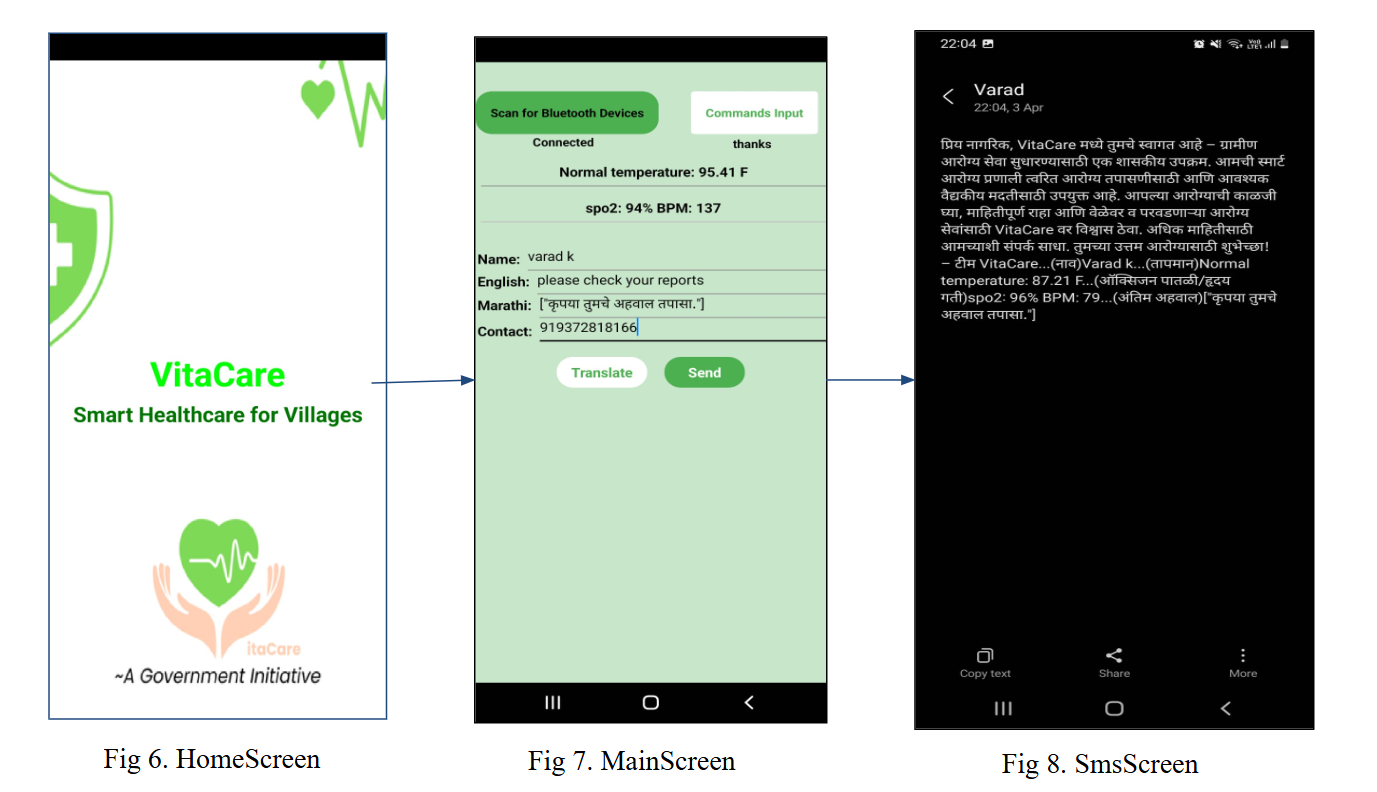 VitaCare
Smart Healthcare for Villages
itaCare
~A Government Initiative
Fig 6. HomeScreen
Scan for Bluetooth Devices
Commands Input
Connected
thanks
Normal temperature: 95.41 F
spo2: 94% BPM: 137
Name: varad k
English: please check your reports
Marathi: ["कृपया तुमचे अहवाल तपासा."]
Contact: 919372818166
Translate
Send
Fig 7. MainScreen
22:04
Varad
22:04, 3 Apr
प्रिय नागरिक, VitaCare मध्ये तुमचे स्वागत आहे – ग्रामीण
आरोग्य सेवा सुधारण्यासाठी एक शासकीय उपक्रम. आमची स्मार्ट
आरोग्य प्रणाली त्वरित आरोग्य तपासणीसाठी आणि आवश्यक
वैद्यकीय मदतीसाठी उपयुक्त आहे. आपल्या आरोग्याची काळजी
घ्या, माहितीपूर्ण राहा आणि वेळेवर व परवडणाऱ्या आरोग्य
सेवांसाठी VitaCare वर विश्वास ठेवा. अधिक माहितीसाठी
आमच्याशी संपर्क साधा. तुमच्या उत्तम आरोग्यासाठी शुभेच्छा!
– टीम VitaCare...(नाव)Varad k...(तापमान)Normal
temperature: 87.21 F...(ऑक्सिजन पातळी/हृदय
गती)spo2: 96% BPM: 79...(अंतिम अहवाल)["कृपया तुमचे
अहवाल तपासा."]
Copy text
Share
More
Fig 8. SmsScreen